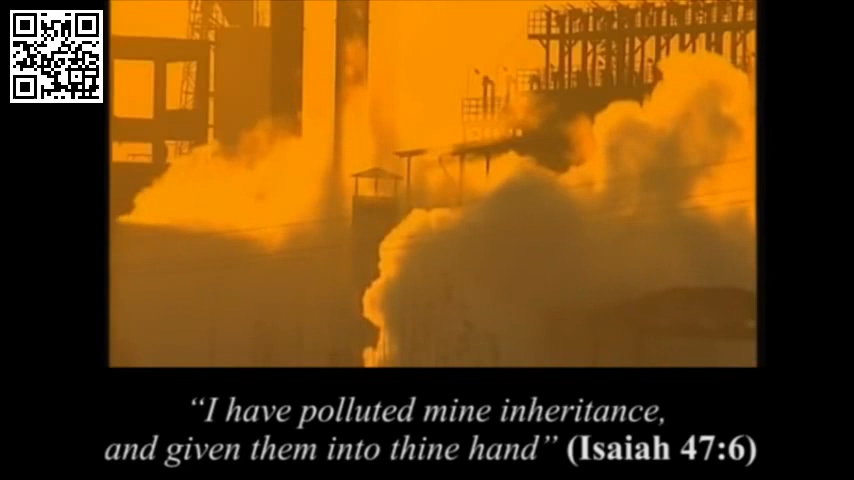 “I have polluted mine inheritance,
and given them into thine hand” (Isaiah 47:6)